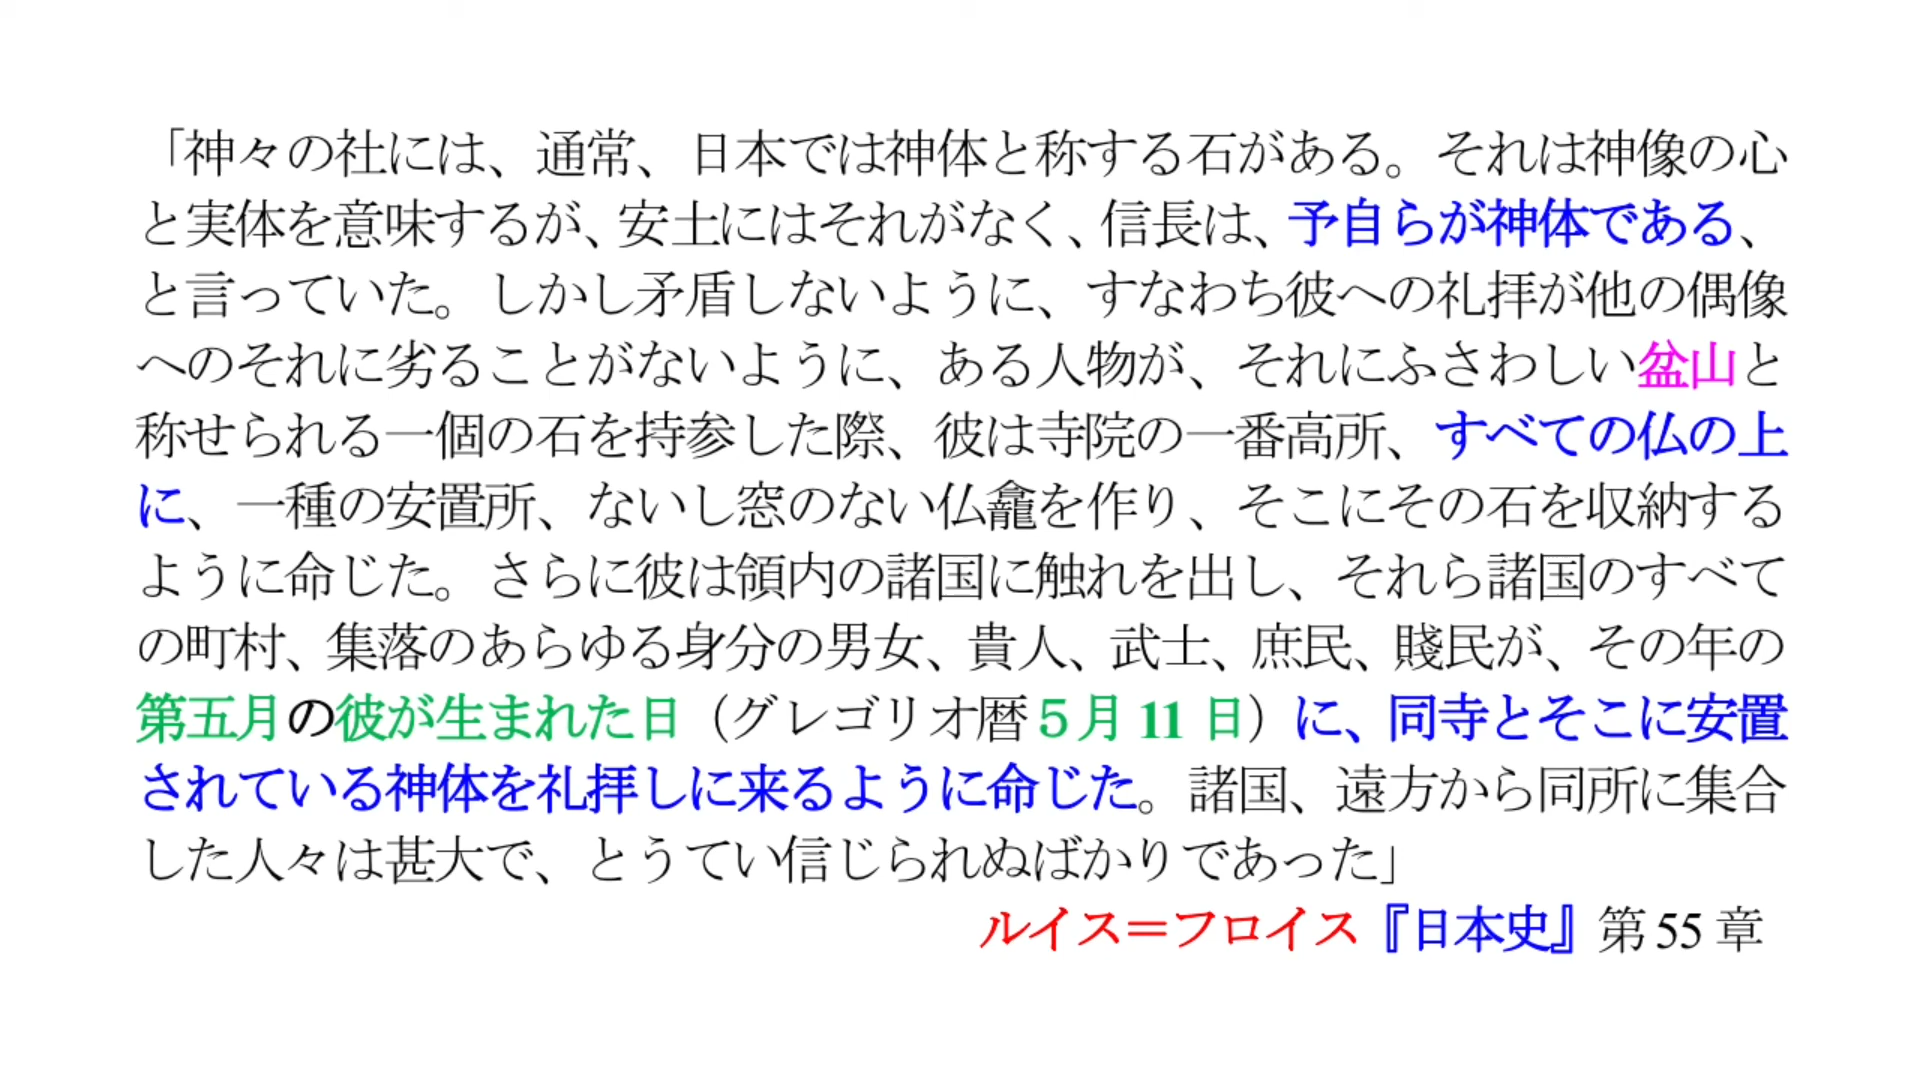 「神々の社には、通常、日本では神体と称する石がある。それは神像の心
と実体を意味するが、安土にはそれがなく、信長は、予自らが神体である、
と言っていた。しかし矛盾しないように、すなわち彼への礼拝が他の偶像
へのそれに劣ることがないように、ある人物が、それにふさわしい盆山と
称せられる一個の石を持参した際、彼は寺院の一番高所、すべての仏の上
に、一種の安置所、ないし窓のない仏龕を作り、そこにその石を収納する
ように命じた。さらに彼は領内の諸国に触れを出し、それら諸国のすべて
の町村、集落のあらゆる身分の男女、貴人、武士、庶民、賤民が、その年の
第五月の彼が生まれた日（グレゴリオ暦５月 11 日）に、同寺とそこに安置
されている神体を礼拝しに来るように命じた。諸国、遠方から同所に集合
した人々は甚大で、とうてい信じられぬばかりであった」
ルイス＝フロイス『日本史』第 55 章